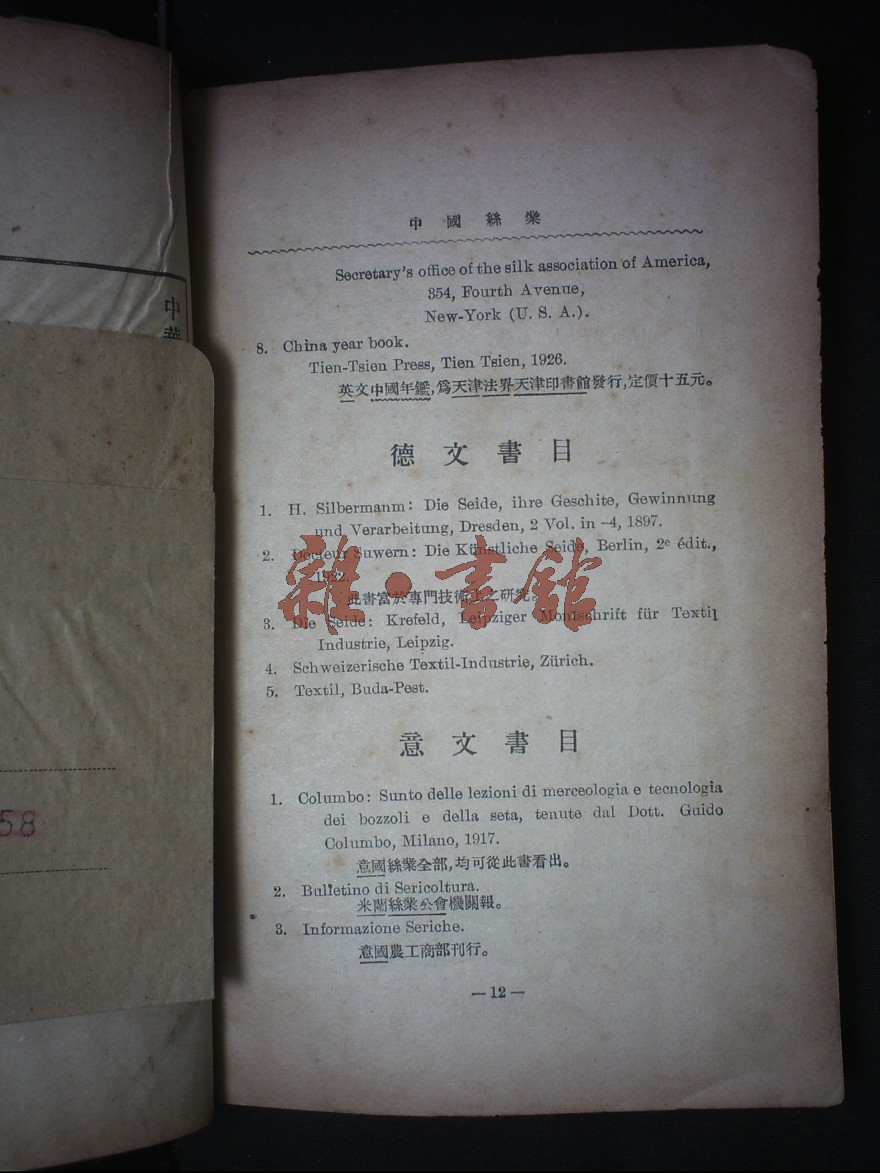 中國絲業
Secretary's office of the silk association of America,
354, Fourth Avenue,
New-York (U. S. A.).
8. China year book.
Tien-Tsien Press, Tien Tsien, 1926.
英文中國年鑑,爲天津法界天津印書館發行,定價十五元。
德文書目
1. H. Silbermanm: Die Seide, ihre Geschite, Gewinnung
und Verarbeitung, Dresden, 2 Vol. in -4, 1897.
2. Docteur Suwern: Die Künstliche Seide, Berlin, 2e édit.,
1922.
此書富於專門技術上之研究。
3. Die Seide: Krefeld, Leipziger Montschrift für Textil
Industrie, Leipzig.
4. Schweizerische Textil-Industrie, Zürich.
5. Textil, Buda-Pest.
意文書目
1. Columbo: Sunto delle lezioni di merceologia e tecnologia
dei bozzoli e della seta, tenute dal Dott. Guido
Columbo, Milano, 1917.
意國絲業全部,均可從此書看出。
2. Bulletino di Sericoltura.
米蘭絲業公會機關報。
3. Informazione Seriche.
意國農工商部刊行。
— 12 —
雜·書館
中華
58